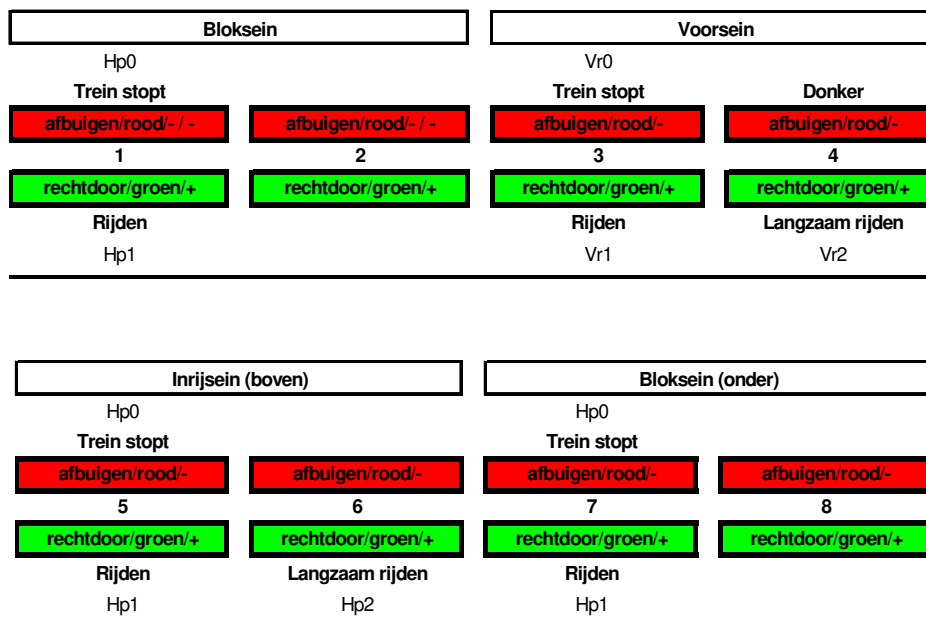 Bloksein Voorsein
Hp0 Vr0
Trein stopt Trein stopt Donker
afbuigen/rood/- / - afbuigen/rood/- / - afbuigen/rood/- afbuigen/rood/-
1 2 3 4
rechtdoor/groen/+ rechtdoor/groen/+ rechtdoor/groen/+ rechtdoor/groen/+
Rijden Rijden Langzaam rijden
Hp1 Vr1 Vr2
Inrijsein (boven) Bloksein (onder)
Hp0 Hp0
Trein stopt Trein stopt
afbuigen/rood/- afbuigen/rood/- afbuigen/rood/- afbuigen/rood/-
5 6 7 8
rechtdoor/groen/+ rechtdoor/groen/+ rechtdoor/groen/+ rechtdoor/groen/+
Rijden Langzaam rijden Rijden
Hp1 Hp2 Hp1